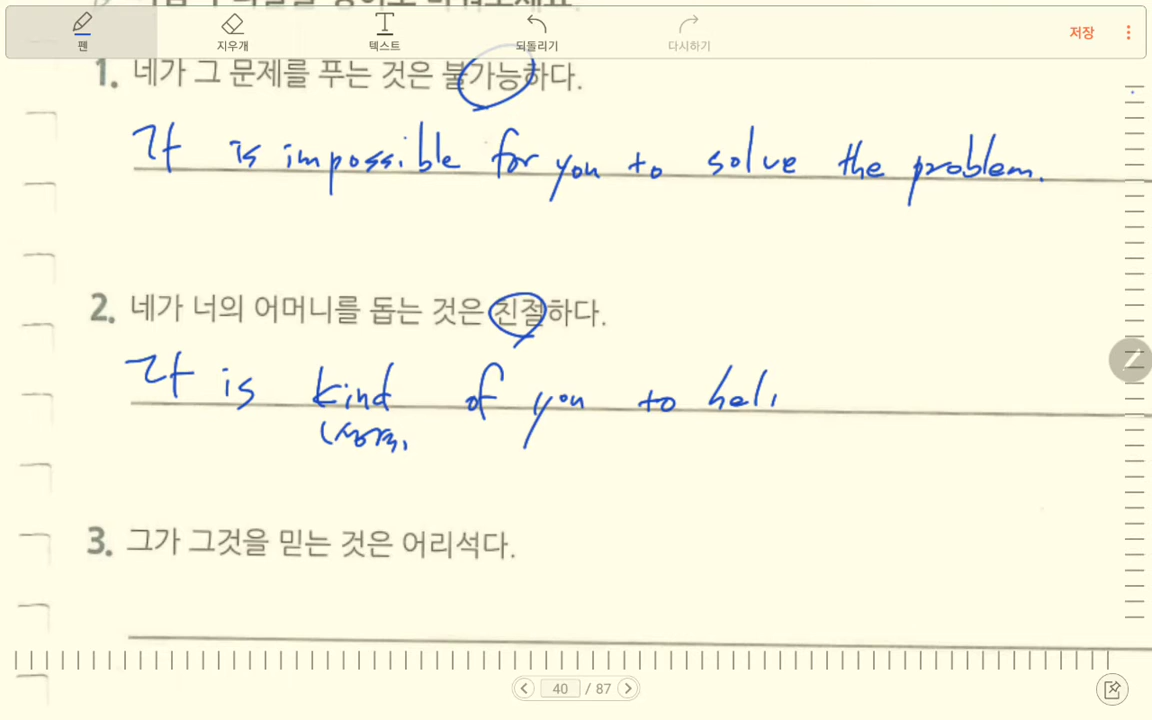 펜
지우개
텍스트
되돌리기
다시하기
저장
1. 네가 그 문제를 푸는 것은 불가능하다.
It is impossible for you to solve the problem.
2. 네가 너의 어머니를 돕는 것은 친절하다.
It is kind of you to hel
3. 그가 그것을 믿는 것은 어리석다.
40 / 87